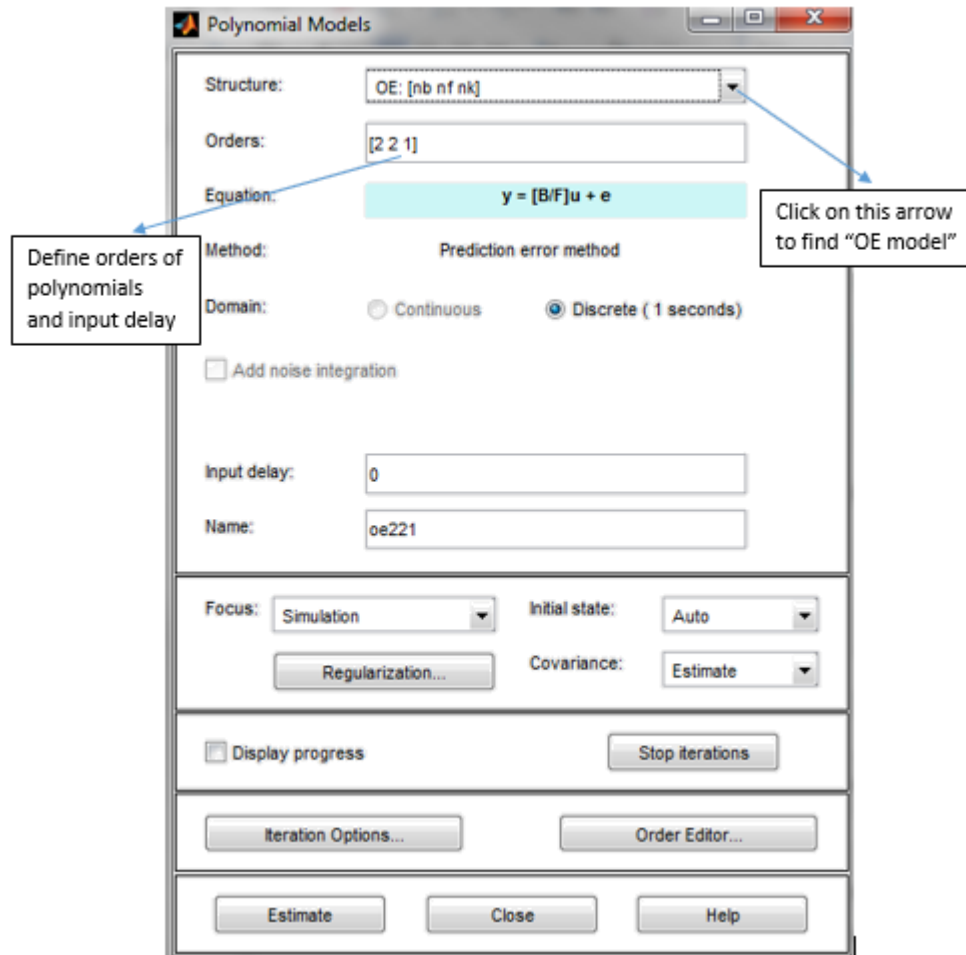 Polynomial Models
Structure:
OE: [nb nf nk]
Orders:
[2 2 1]
Equation:
y = [B/F]u + e
Click on this arrow
to find “OE model”
Define orders of
polynomials
and input delay
Method:
Prediction error method
Domain:
Continuous
Discrete ( 1 seconds)
Add noise integration
Input delay:
0
Name:
oe221
Focus:
Simulation
Initial state:
Auto
Regularization...
Covariance:
Estimate
Display progress
Stop iterations
Iteration Options...
Order Editor...
Estimate
Close
Help